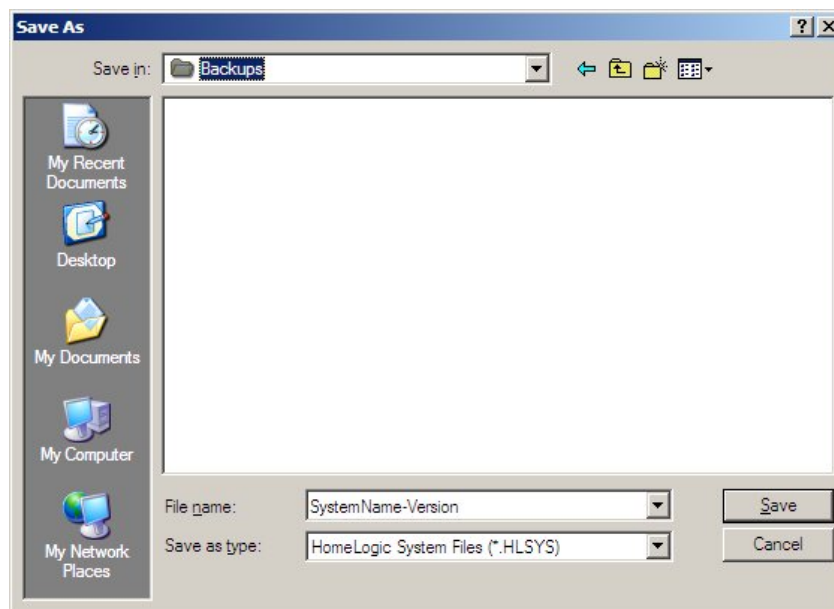 Save As
Save in: Backups
My Recent
Documents
Desktop
My Documents
My Computer
My Network
Places
File name: SystemName-Version Save
Save as type: HomeLogic System Files (*.HLSYS) Cancel